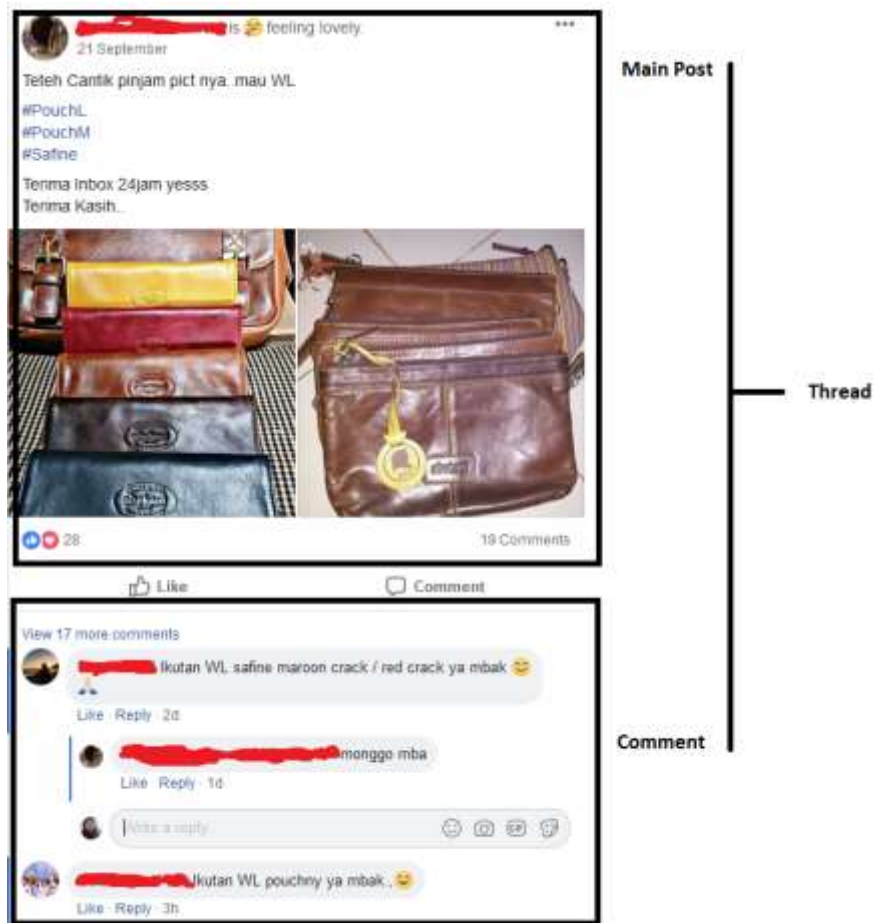 is feeling lovely.
21 September
Teteh Cantik pinjam pict nya. mau WL
#PouchL
#PouchM
#Safine
Terima Inbox 24jam yesss
Terima Kasih..
28
19 Comments
Like
Comment
View 17 more comments
Ikutan WL safine maroon crack / red crack ya mbak
Like · Reply · 2d
monggo mba
Like · Reply · 1d
Write a reply
GIF
Ikutan WL pouchny ya mbak..
Like · Reply · 3h
Main Post
Thread
Comment